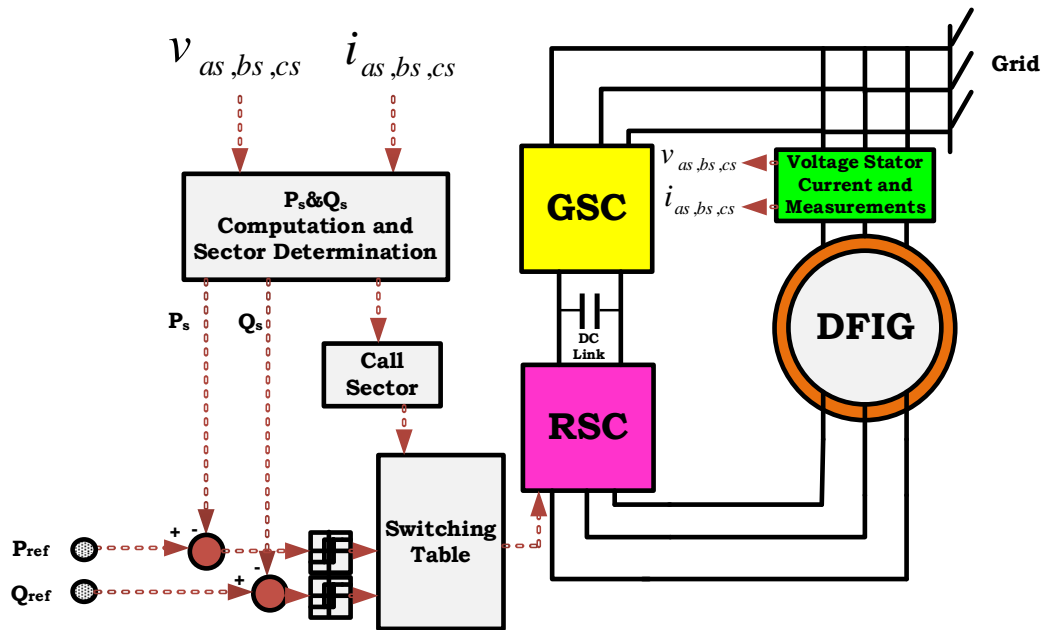 v as,bs,cs
i as,bs,cs
Grid
v as,bs,cs
i as,bs,cs
Voltage Stator
Current and
Measurements
Ps&Qs
Computation and
Sector Determination
GSC
Ps
Qs
DC
Link
DFIG
Call
Sector
RSC
Switching
Table
+
-
Pref
+
-
Qref